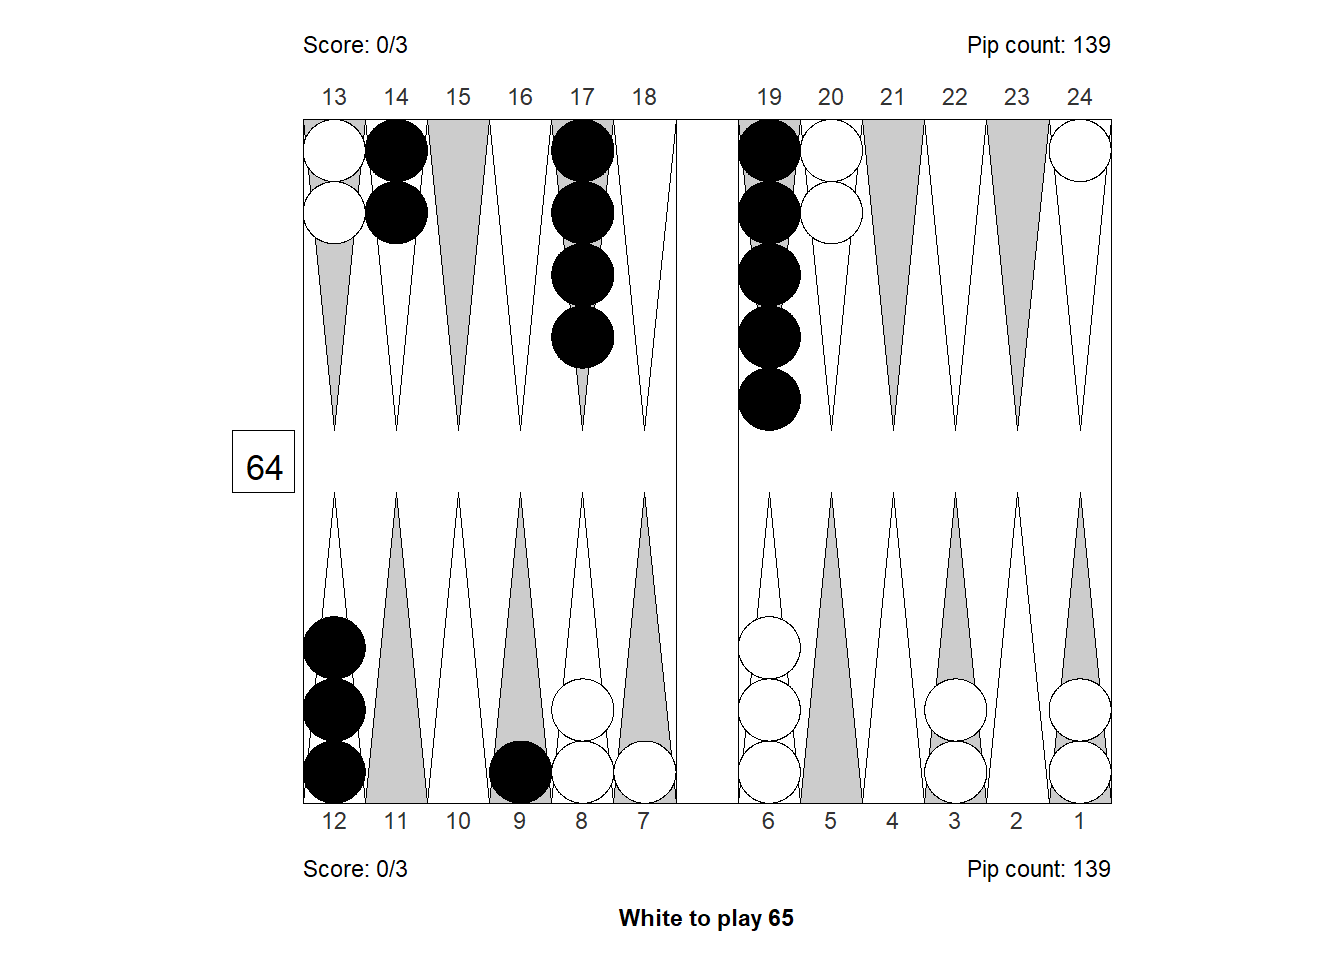 Score: 0/3 Pip count: 139
13 14 15 16 17 18 19 20 21 22 23 24
64
12 11 10 9 8 7 6 5 4 3 2 1
Score: 0/3 Pip count: 139
White to play 65